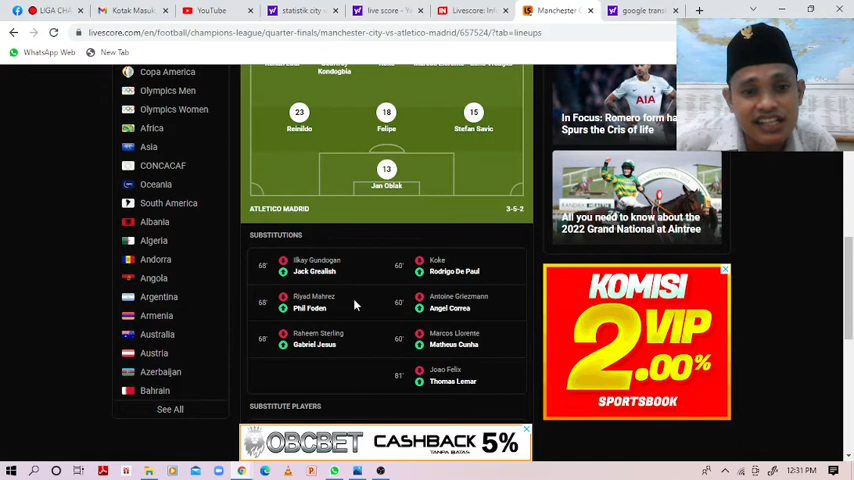 LIGA CHA
Kotak Masuk
YouTube
statistik city v
live score - Y
Livescore: Inf
Manchester C
google trans
livescore.com/en/football/champions-league/quarter-finals/manchester-city-vs-atletico-madrid/657524/?tab=lineups
WhatsApp Web
New Tab
Copa America
Olympics Men
Olympics Women
Africa
Asia
CONCACAF
Oceania
South America
Albania
Algeria
Andorra
Angola
Argentina
Armenia
Australia
Austria
Azerbaijan
Bahrain
See All
Kondogbia
23
Reinildo
18
Felipe
15
Stefan Savic
13
Jan Oblak
ATLETICO MADRID
3-5-2
SUBSTITUTIONS
68'
Ilkay Gundogan
Jack Grealish
60'
Koke
Rodrigo De Paul
68'
Riyad Mahrez
Phil Foden
60'
Antoine Griezmann
Angel Correa
68'
Raheem Sterling
Gabriel Jesus
60'
Marcos Llorente
Matheus Cunha
81'
Joao Felix
Thomas Lemar
SUBSTITUTE PLAYERS
OBCBET
CASHBACK
TANPA BATAS
5%
AIA
In Focus: Romero form ha
Spurs the Cris of life
All you need to know about the
2022 Grand National at Aintree
KOMISI
VIP
2.00%
SPORTSBOOK
12:31 PM